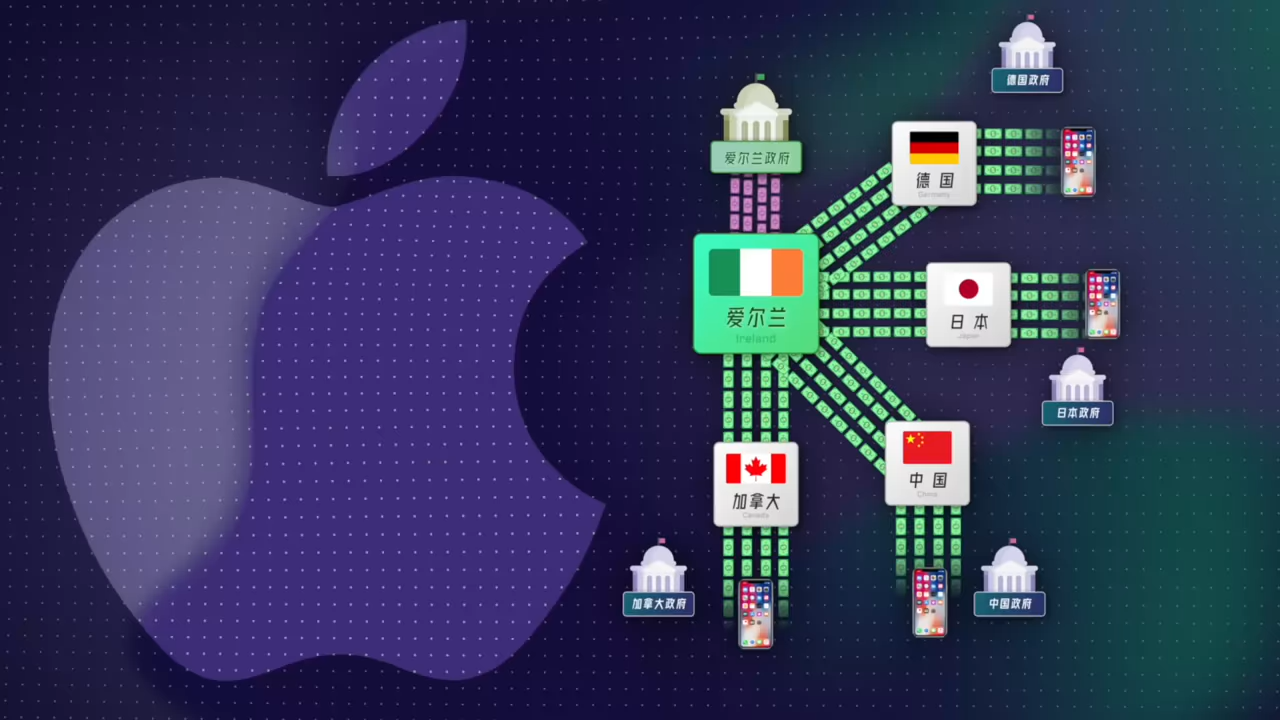 德国政府
爱尔兰政府
德国
Germany
爱尔兰
Ireland
日本
Japan
日本政府
中国
China
加拿大
Canada
加拿大政府
中国政府